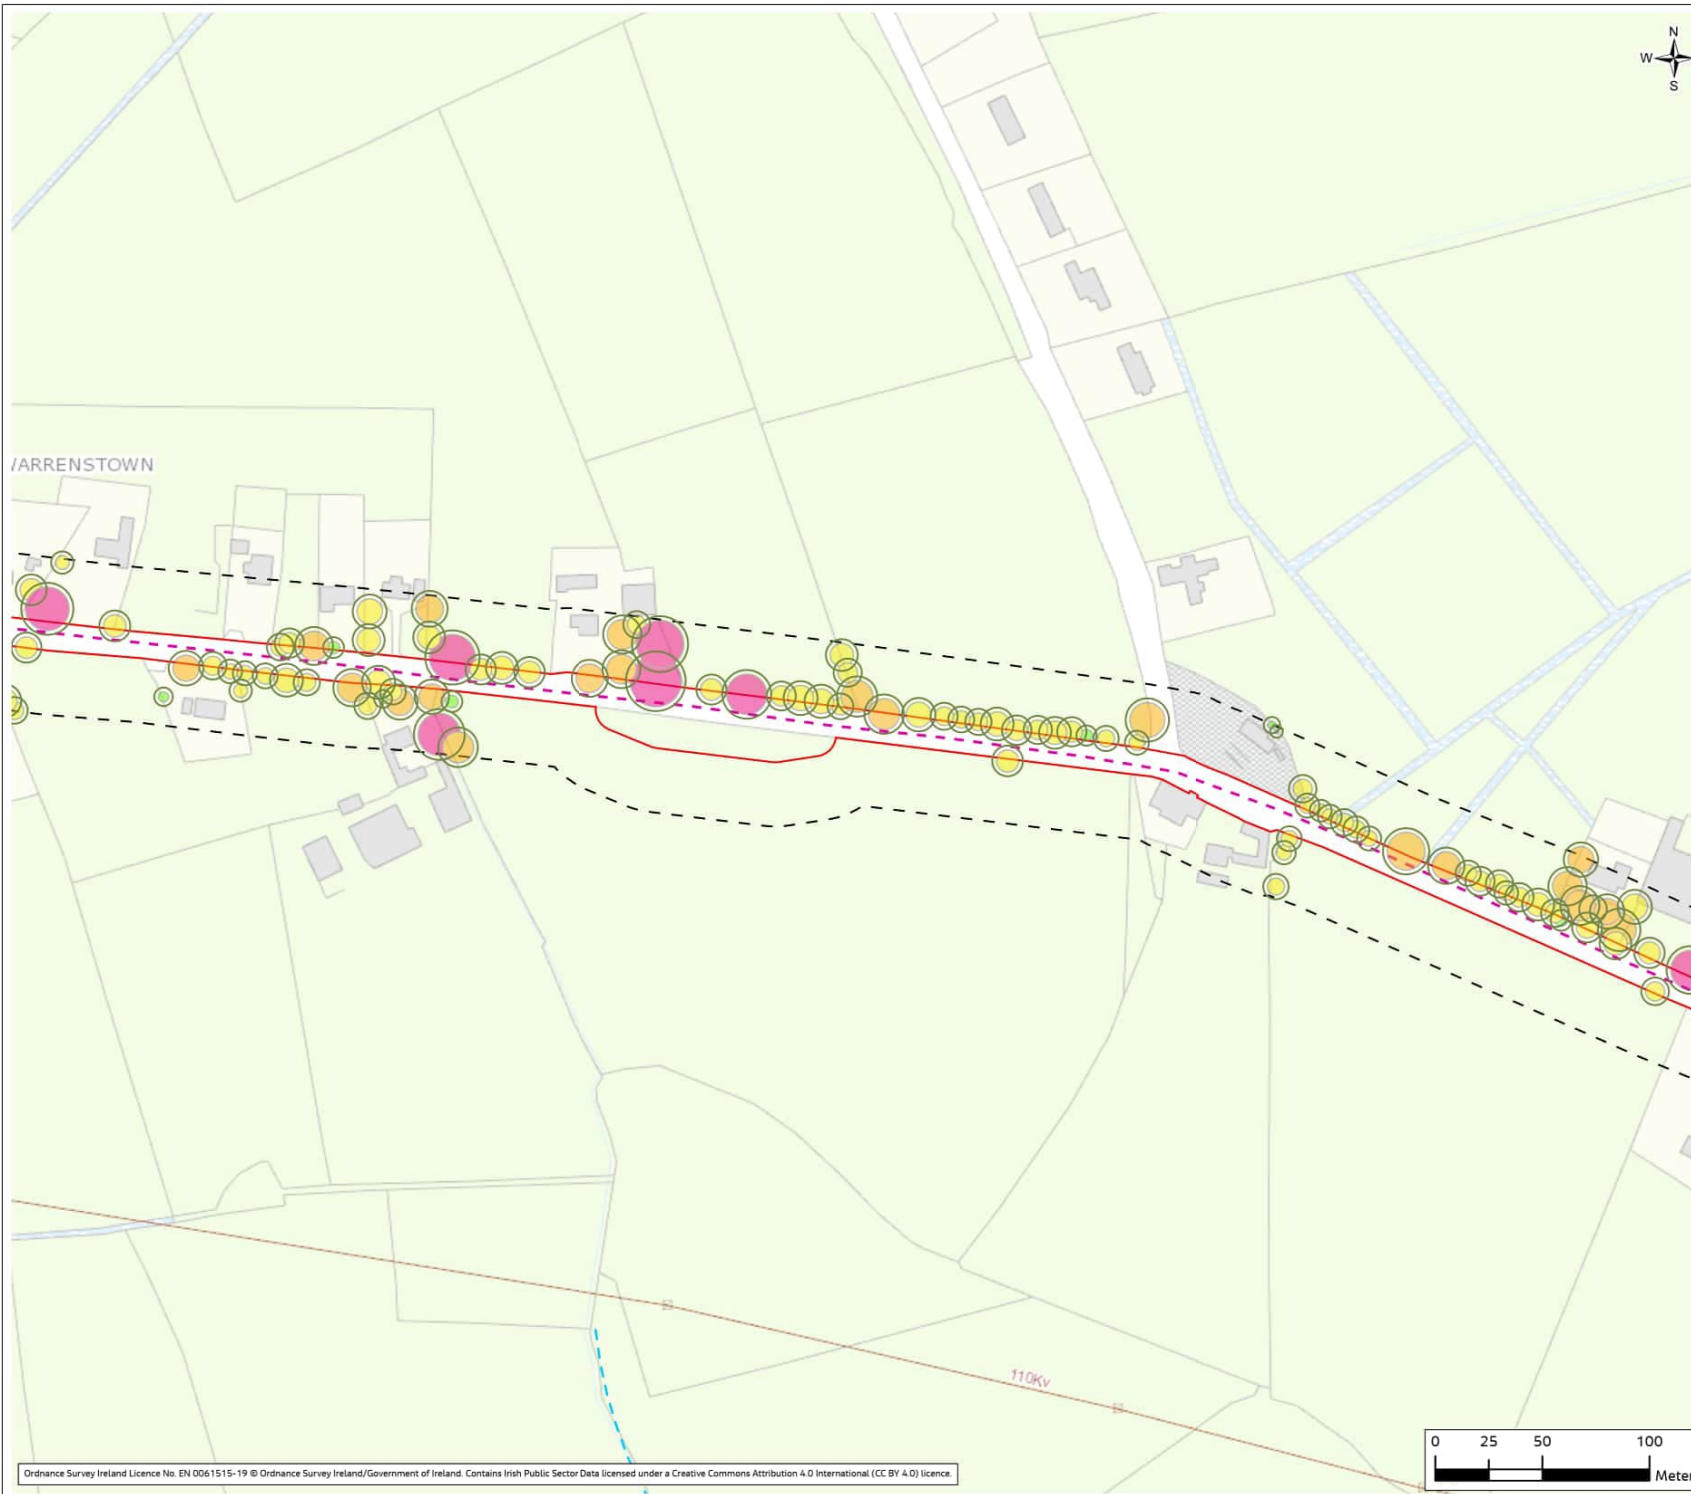 N
W
S
WARRENSTOWN
110Kv
0 25 50 100
Meter
Ordnance Survey Ireland Licence No. EN 0061515-19 © Ordnance Survey Ireland/Government of Ireland. Contains Irish Public Sector Data licensed under a Creative Commons Attribution 4.0 International (CC BY 4.0) licence.